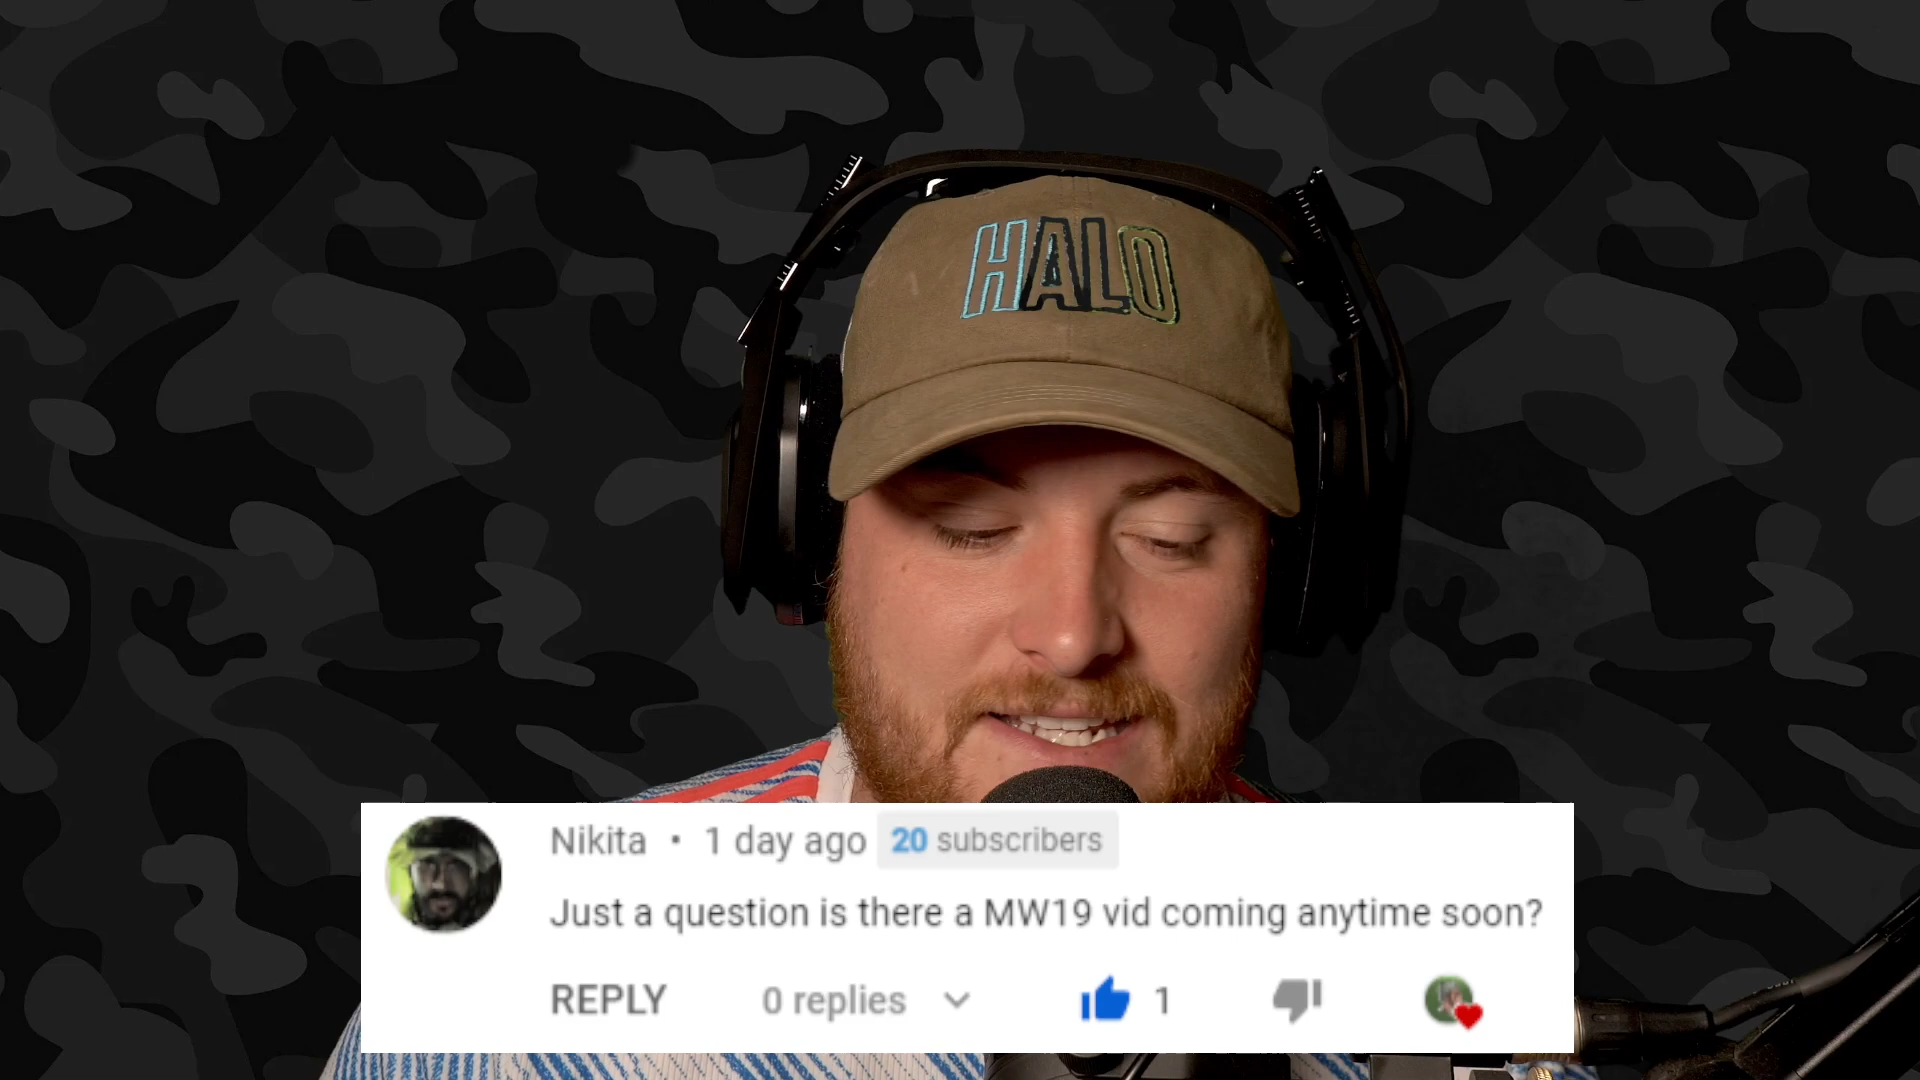 HALO
Nikita • 1 day ago 20 subscribers
Just a question is there a MW19 vid coming anytime soon?
REPLY 0 replies 1